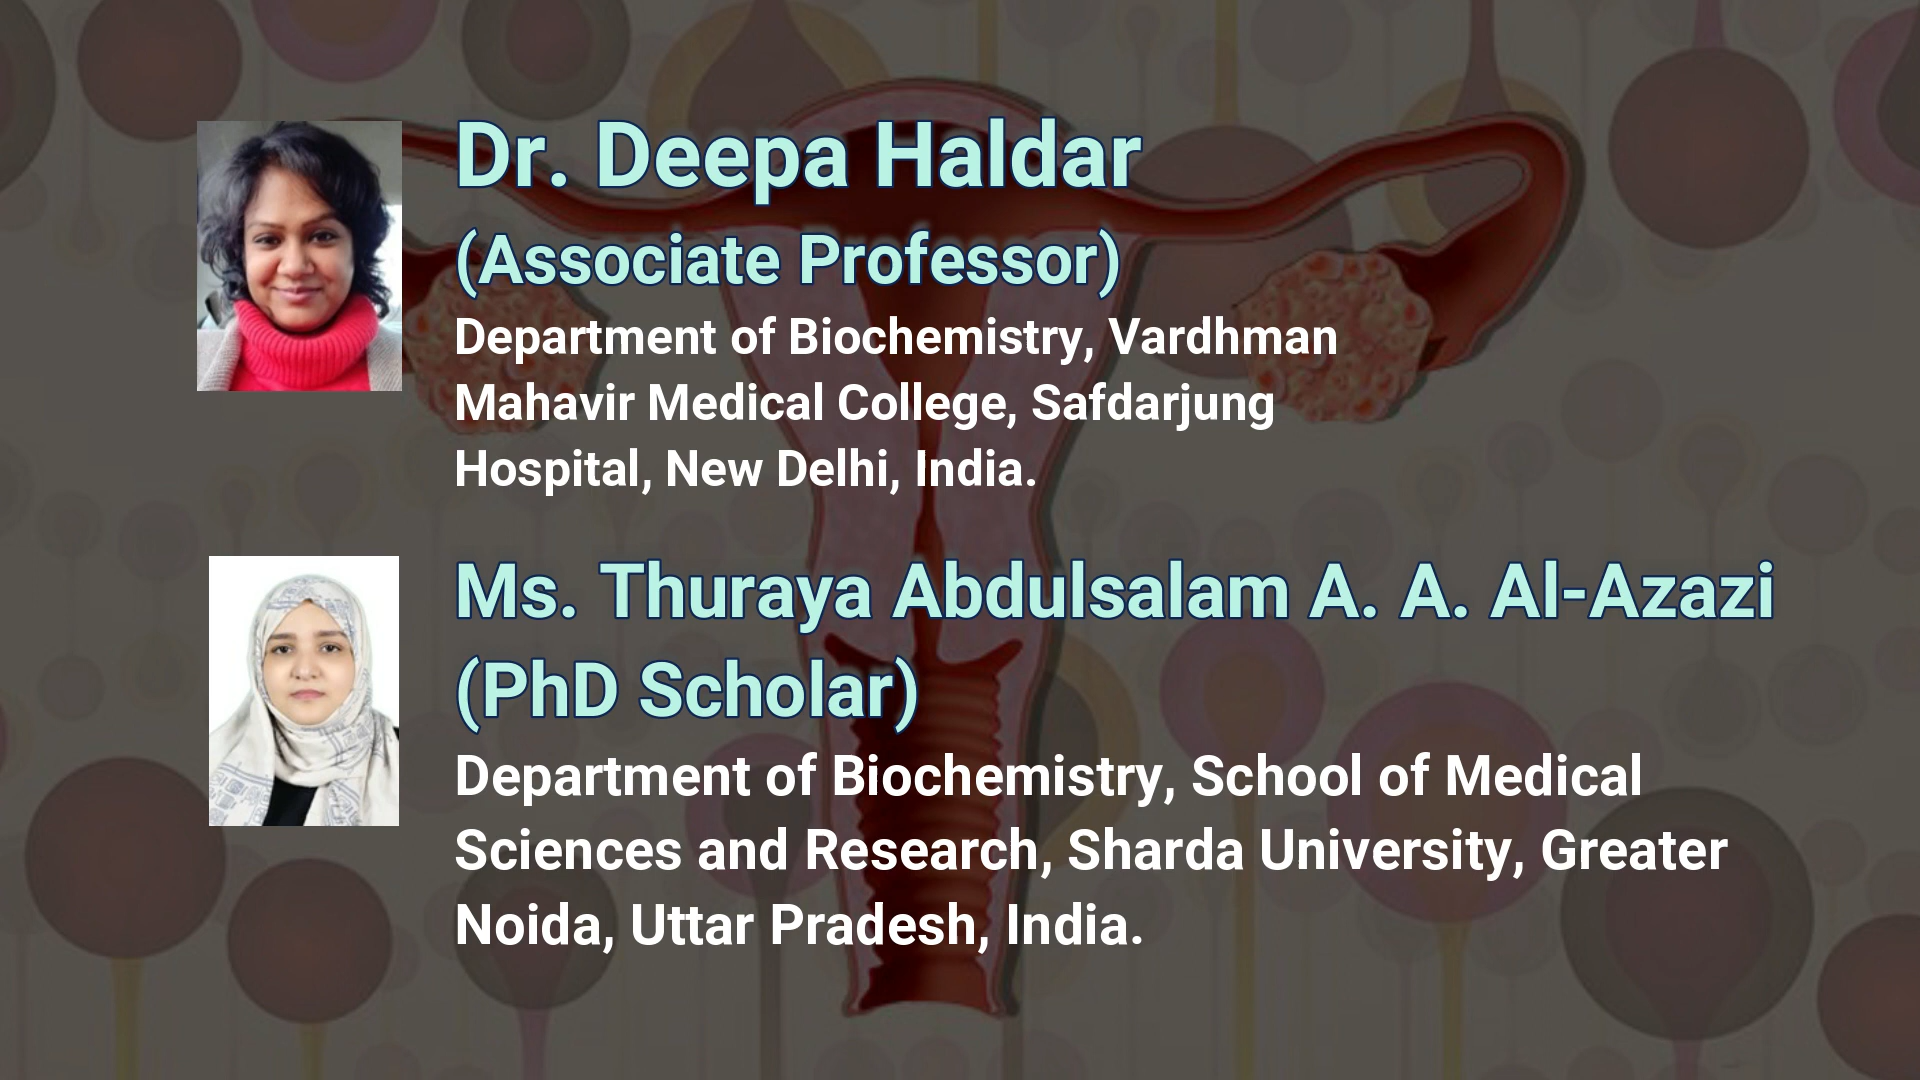 Dr. Deepa Haldar
(Associate Professor)
Department of Biochemistry, Vardhman
Mahavir Medical College, Safdarjung
Hospital, New Delhi, India.
Ms. Thuraya Abdulsalam A. A. Al-Azazi
(PhD Scholar)
Department of Biochemistry, School of Medical
Sciences and Research, Sharda University, Greater
Noida, Uttar Pradesh, India.